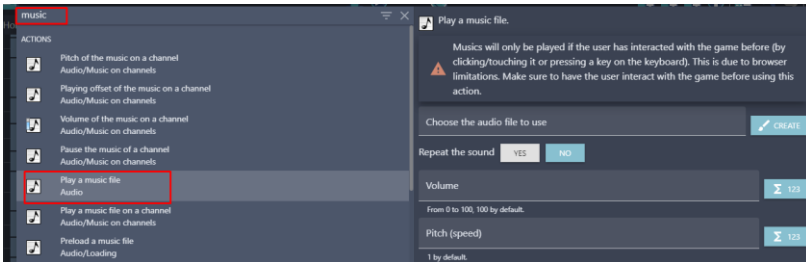 music
ACTIONS
Pitch of the music on a channel
Audio/Music on channels
Playing offset of the music on a channel
Audio/Music on channels
Volume of the music on a channel
Audio/Music on channels
Pause the music of a channel
Audio/Music on channels
Play a music file
Audio
Play a music file on a channel
Audio/Music on channels
Preload a music file
Audio/Loading
Play a music file.
Musics will only be played if the user has interacted with the game before (by
clicking/touching it or pressing a key on the keyboard). This is due to browser
limitations. Make sure to have the user interact with the game before using this
action.
Choose the audio file to use
CREATE
Repeat the sound YES NO
Volume
Σ 123
From 0 to 100, 100 by default.
Pitch (speed)
Σ 123
1 by default.